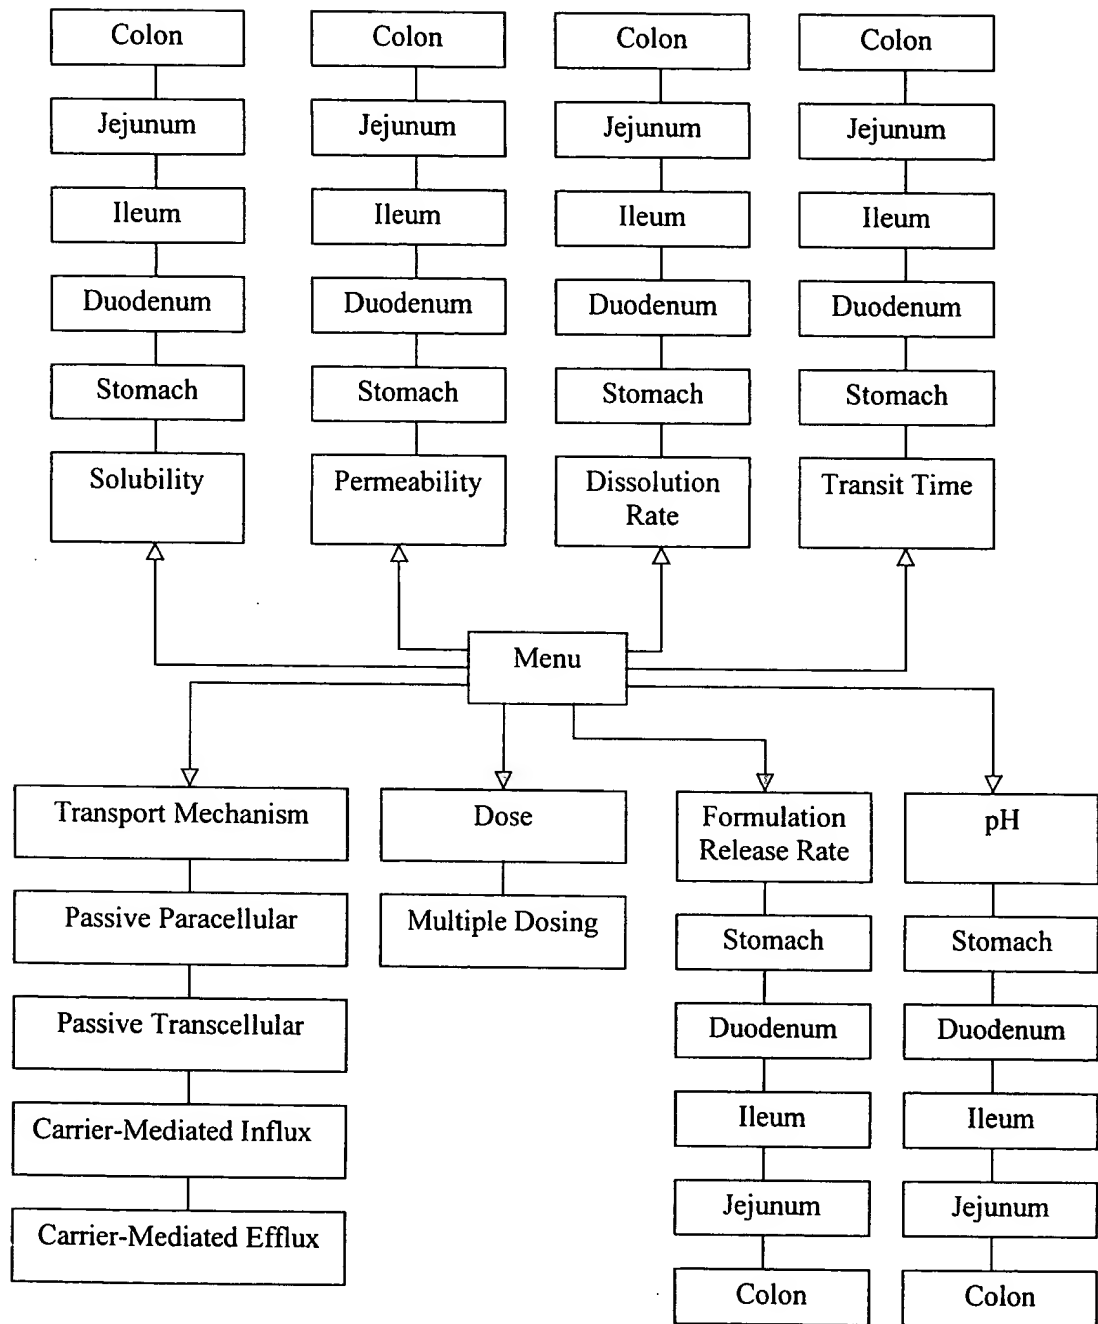 Colon
Colon
Colon
Colon
Jejunum
Jejunum
Jejunum
Jejunum
Ileum
Ileum
Ileum
Ileum
Duodenum
Duodenum
Duodenum
Duodenum
Stomach
Stomach
Stomach
Stomach
Solubility
Permeability
Dissolution
Rate
Transit Time
Menu
Transport Mechanism
Dose
Formulation
Release Rate
pH
Passive Paracellular
Multiple Dosing
Stomach
Stomach
Passive Transcellular
Duodenum
Duodenum
Carrier-Mediated Influx
Ileum
Ileum
Carrier-Mediated Efflux
Jejunum
Jejunum
Colon
Colon